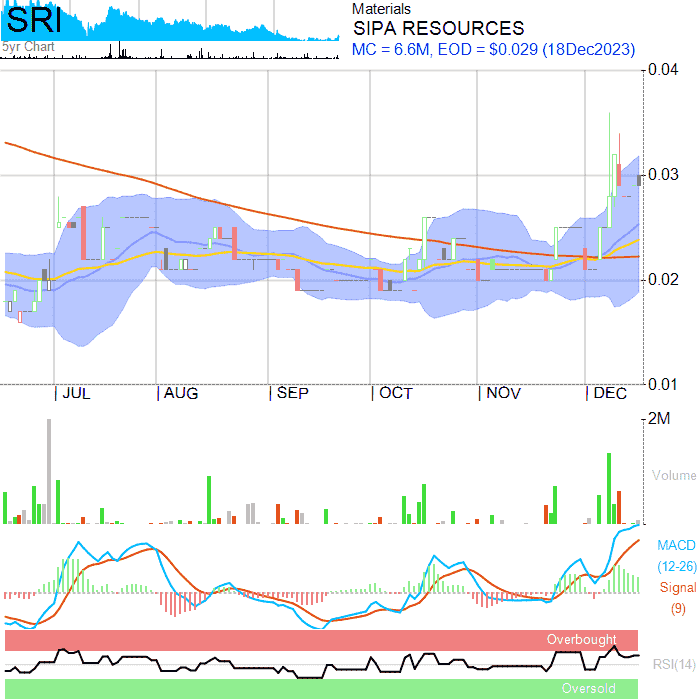 SRI
5yr Chart
Materials
SIPA RESOURCES
MC = 6.6M, EOD = $0.029 (18Dec2023)
0.04
0.03
0.02
0.01
JUL
AUG
SEP
OCT
NOV
DEC
2M
Volume
MACD
(12-26)
Signal
(9)
Overbought
RSI(14)
Oversold